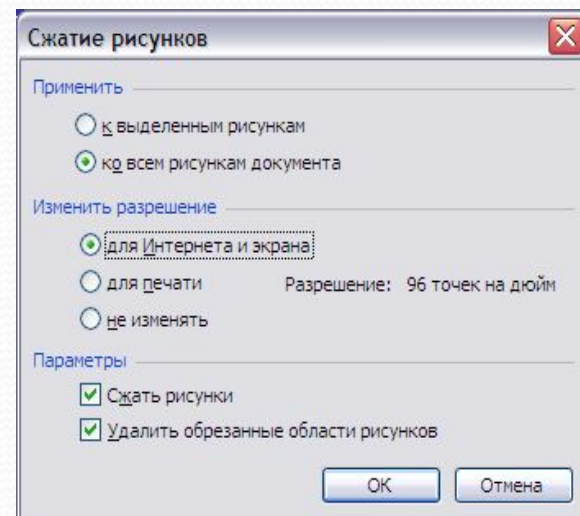 Сжатие рисунков
Применить
к выделенным рисункам
ко всем рисункам документа
Изменить разрешение
для Интернета и экрана
для печати Разрешение: 96 точек на дюйм
не изменять
Параметры
Сжать рисунки
Удалить обрезанные области рисунков
ОК Отмена